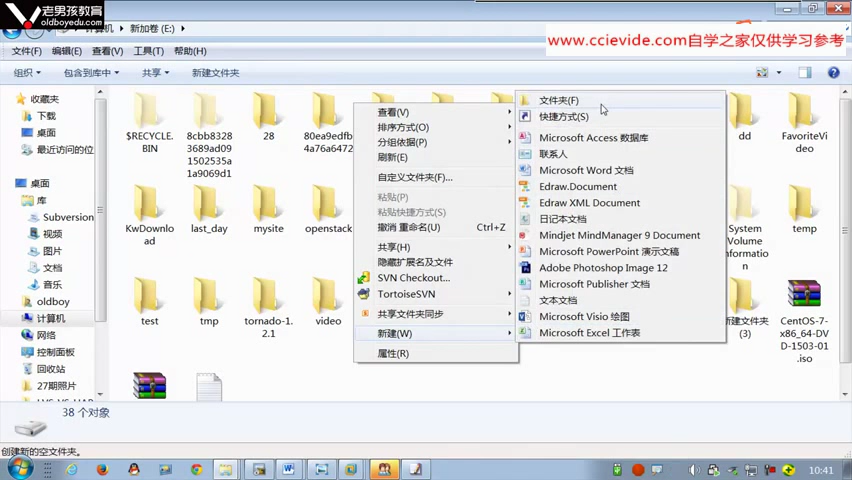 老男孩教育
oldboyedu.com
计算机 ▸ 新加卷 (E:) ▸
文件(F) 编辑(E) 查看(V) 工具(T) 帮助(H)
www.ccievide.com自学之家仅供学习参考
组织 包含到库中 共享 新建文件夹
收藏夹
下载
桌面
最近访问的位
桌面
库
Subversion
视频
图片
文档
音乐
oldboy
计算机
网络
控制面板
回收站
27期照片
$RECYCLE.
BIN
8cbb8328
3689ad09
1502535a
1a9069d1
28
80ea9edfb
4a76a6472
dd
FavoriteVi
deo
KwDownlo
ad
last_day
mysite
openstack
System
Volume
Informatio
n
temp
test
tmp
tornado-1.
2.1
video
新建文件夹
(3)
CentOS-7-
x86_64-DV
D-1503-01
.iso
查看(V)
排序方式(O)
分组依据(P)
刷新(E)
自定义文件夹(F)...
粘贴(P)
粘贴快捷方式(S)
撤消 重命名(U) Ctrl+Z
共享(H)
隐藏扩展名及文件
SVN Checkout...
TortoiseSVN
共享文件夹同步
新建(W)
属性(R)
文件夹(F)
快捷方式(S)
Microsoft Access 数据库
联系人
Microsoft Word 文档
Edraw.Document
Edraw XML Document
日记本文档
Mindjet MindManager 9 Document
Microsoft PowerPoint 演示文稿
Adobe Photoshop Image 12
Microsoft Publisher 文档
文本文档
Microsoft Visio 绘图
Microsoft Excel 工作表
38 个对象
创建新的空文件夹。
10:41